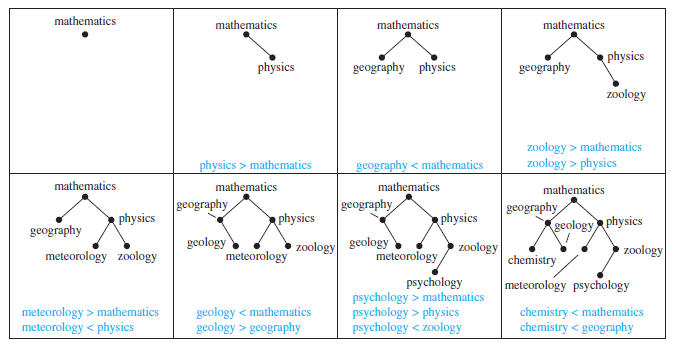 mathematics
mathematics
physics
physics > mathematics
mathematics
geography physics
geography < mathematics
mathematics
physics
geography
zoology
zoology > mathematics
zoology > physics
mathematics
physics
geography
meteorology zoology
meteorology > mathematics
meteorology < physics
mathematics
geography
physics
geology
zoology
meteorology
geology < mathematics
geology > geography
mathematics
geography
physics
geology
zoology
meteorology
psychology
psychology > mathematics
psychology > physics
psychology < zoology
mathematics
geography
physics
geology
zoology
chemistry
meteorology psychology
chemistry < mathematics
chemistry < geography